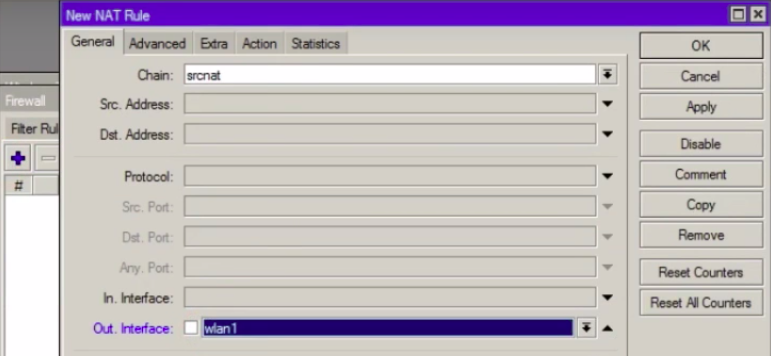 New NAT Rule
General Advanced Extra Action Statistics
Chain: srcnat
Src. Address:
Dst. Address:
Protocol:
Src. Port:
Dst. Port:
Any. Port:
In. Interface:
Out. Interface: wlan1
OK
Cancel
Apply
Disable
Comment
Copy
Remove
Reset Counters
Reset All Counters
Firewall
Filter Rul
#